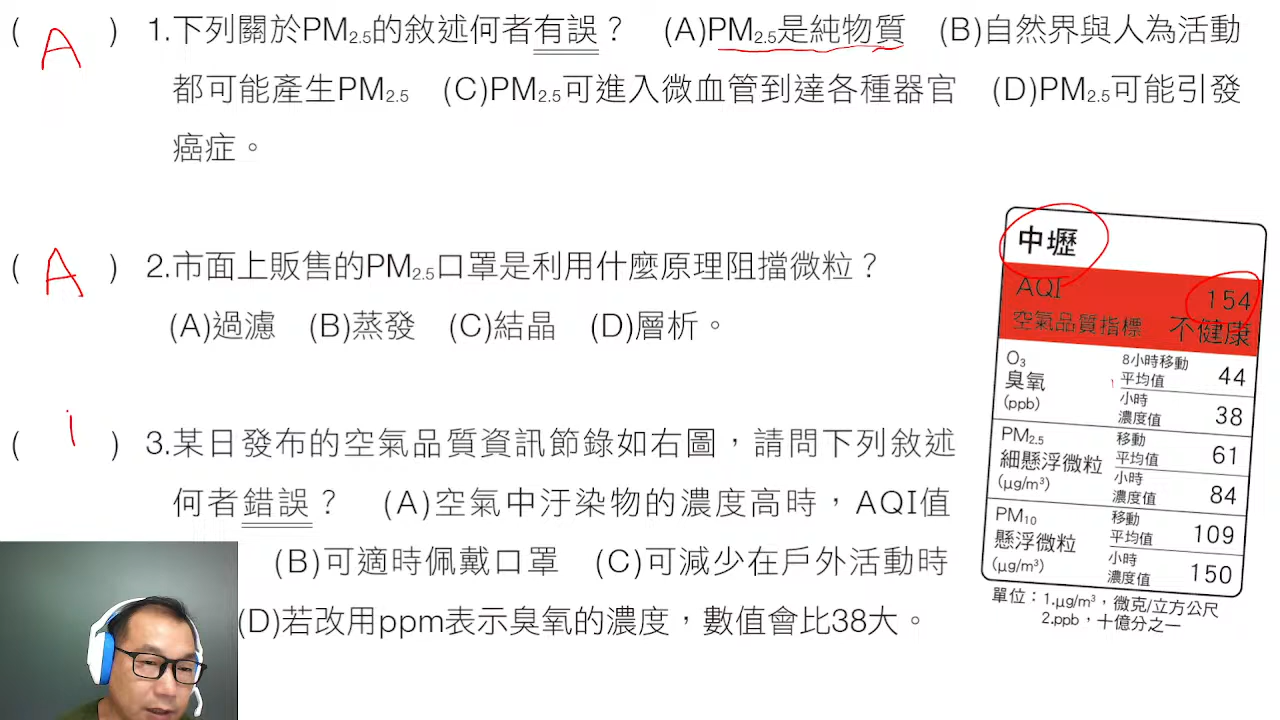 ( A ) 1.下列關於PM2.5的敘述何者有誤？ (A)PM2.5是純物質 (B)自然界與人為活動
都可能產生PM2.5 (C)PM2.5可進入微血管到達各種器官 (D)PM2.5可能引發
癌症。
( A ) 2.市面上販售的PM2.5口罩是利用什麼原理阻擋微粒？
(A)過濾 (B)蒸發 (C)結晶 (D)層析。
( ) 3.某日發布的空氣品質資訊節錄如右圖，請問下列敘述
何者錯誤？ (A)空氣中汙染物的濃度高時，AQI值
(B)可適時佩戴口罩 (C)可減少在戶外活動時
(D)若改用ppm表示臭氧的濃度，數值會比38大。
中壢
AQI 154
空氣品質指標 不健康
O3 8小時移動
臭氧 平均值 44
(ppb) 小時
濃度值 38
PM2.5 移動
細懸浮微粒 平均值 61
(μg/m³) 小時
濃度值 84
PM10 移動
懸浮微粒 平均值 109
(μg/m³) 小時
濃度值 150
單位：1.μg/m³，微克/立方公尺
2.ppb，十億分之一